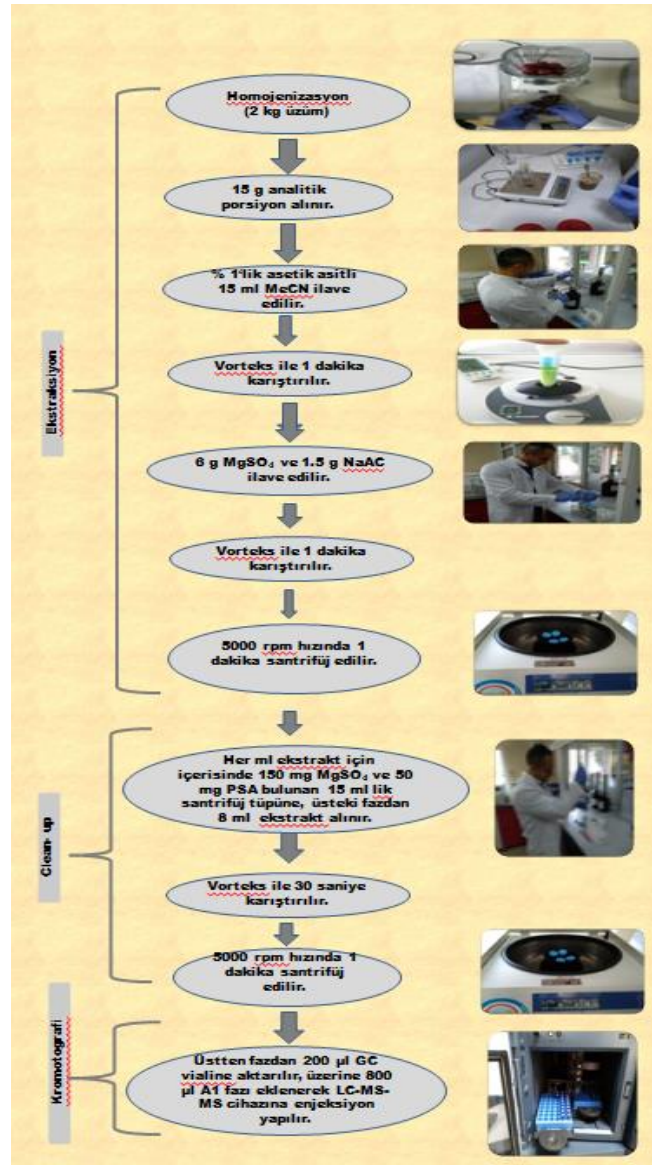 Homojenizasyon
(2 kg üzüm)
15 g analitik
porsiyon alınır.
% 1'lik asetik asitli
15 ml MeCN ilave
edilir.
Vorteks ile 1 dakika
karıştırılır.
6 g MgSO₄ ve 1.5 g NaAC
ilave edilir.
Vorteks ile 1 dakika
karıştırılır.
5000 rpm hızında 1
dakika santrifüj edilir.
Ekstraksiyon
Her ml ekstrakt için
içerisinde 150 mg MgSO₄ ve 50
mg PSA bulunan 15 ml lik
santrifüj tüpüne, üsteki fazdan
8 ml ekstrakt alınır.
Vorteks ile 30 saniye
karıştırılır.
5000 rpm hızında 1
dakika santrifüj
edilir.
Clean- up
Üstten fazdan 200 µl GC
vialine aktarılır, üzerine 800
µl A1 fazı eklenerek LC-MS-
MS cihazına enjeksiyon
yapılır.
Kromotografi